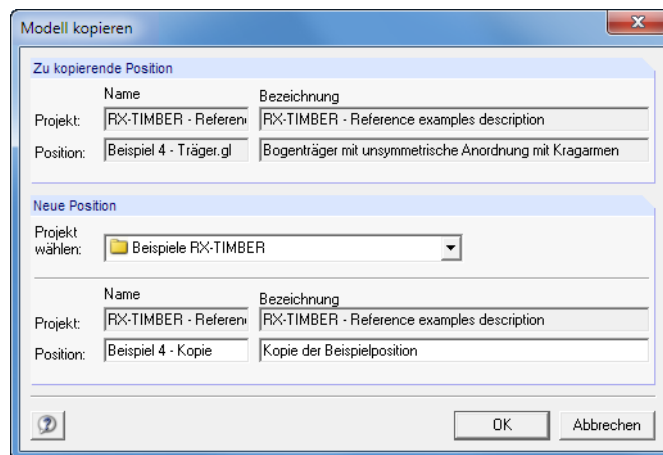 Modell kopieren
Zu kopierende Position
Name Bezeichnung
Projekt: RX-TIMBER - Referen RX-TIMBER - Reference examples description
Position: Beispiel 4 - Träger.gl Bogenträger mit unsymmetrische Anordnung mit Kragarmen
Neue Position
Projekt
wählen: Beispiele RX-TIMBER
Name Bezeichnung
Projekt: RX-TIMBER - Referen RX-TIMBER - Reference examples description
Position: Beispiel 4 - Kopie Kopie der Beispielposition
OK Abbrechen